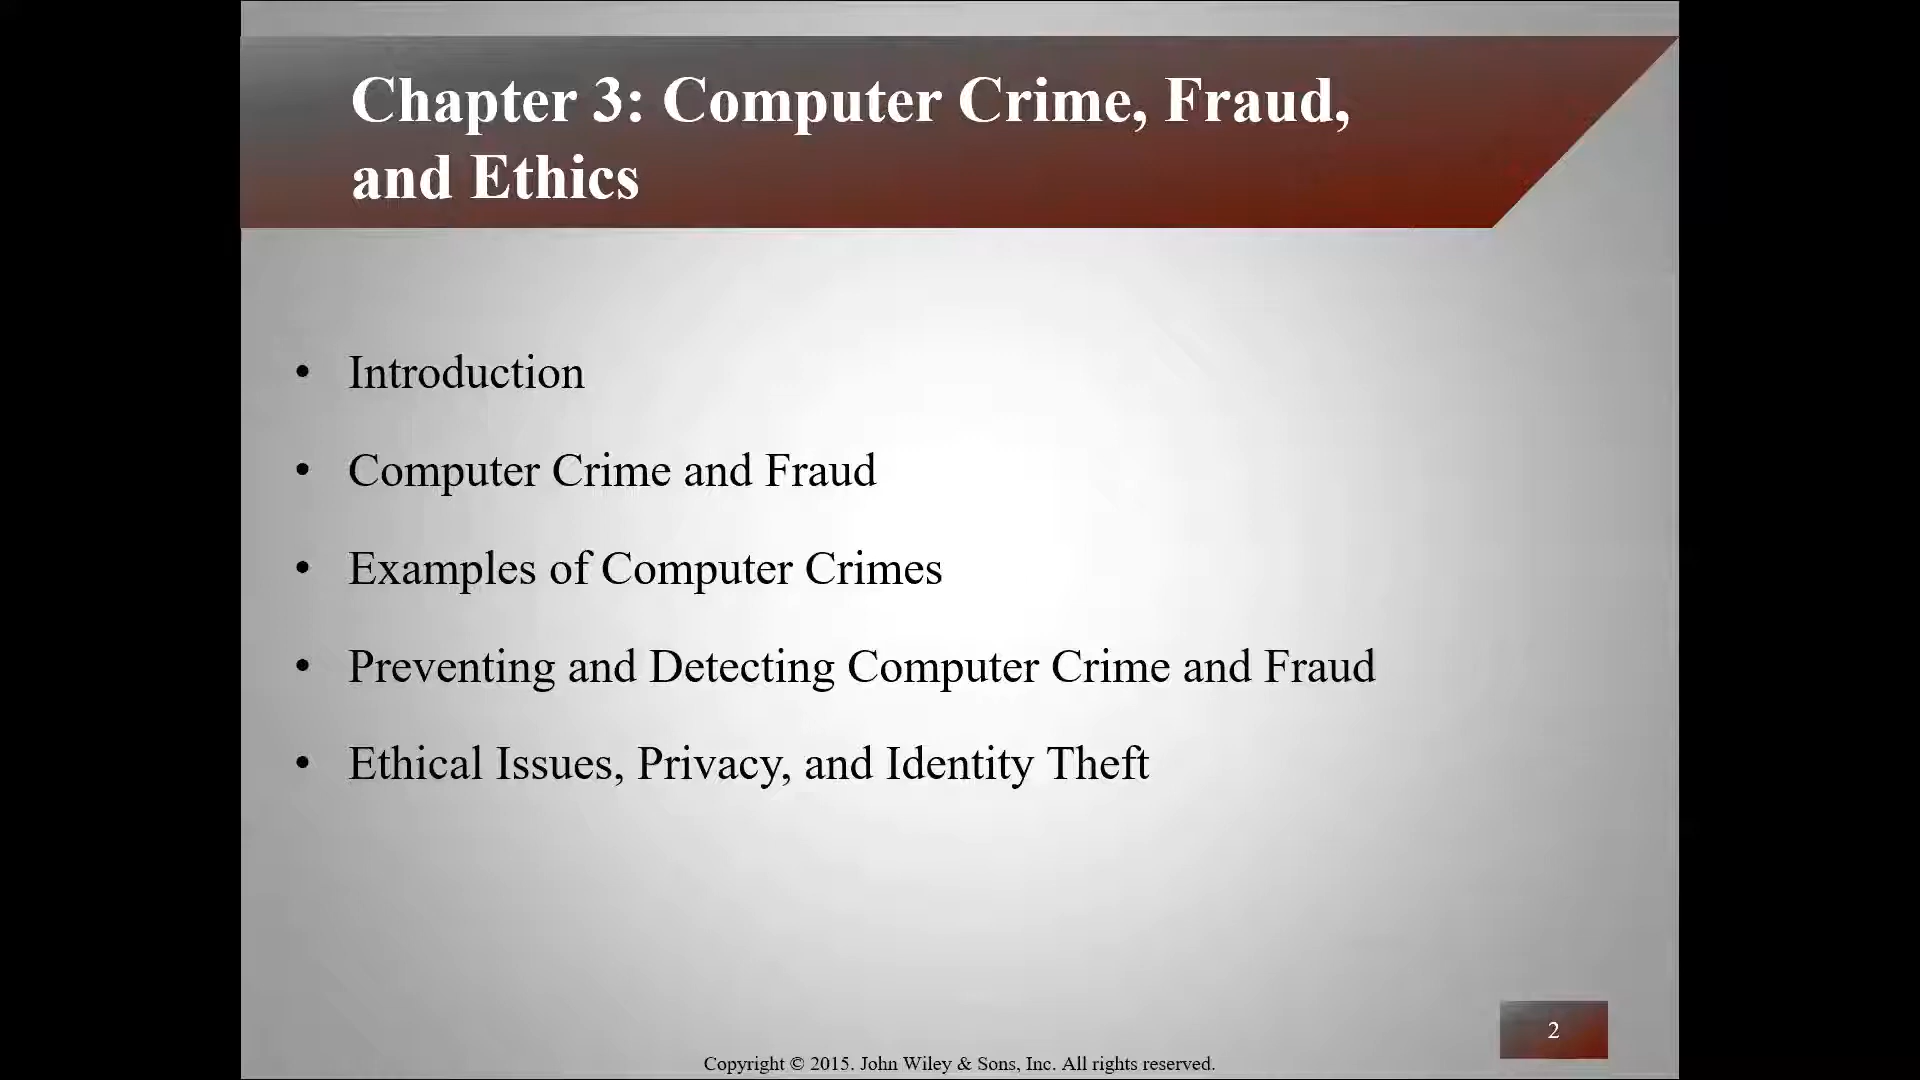 Chapter 3: Computer Crime, Fraud,
and Ethics
• Introduction
• Computer Crime and Fraud
• Examples of Computer Crimes
• Preventing and Detecting Computer Crime and Fraud
• Ethical Issues, Privacy, and Identity Theft
2
Copyright © 2015. John Wiley & Sons, Inc. All rights reserved.